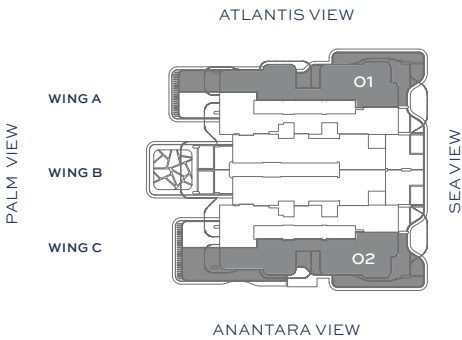 ATLANTIS VIEW
01
WING A
PALM VIEW
WING B
SEA VIEW
WING C
02
ANANTARA VIEW